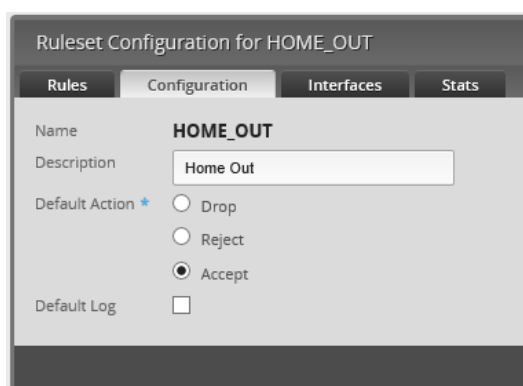 Ruleset Configuration for HOME_OUT
Rules Configuration Interfaces Stats
Name HOME_OUT
Description Home Out
Default Action * Drop
Reject
Accept
Default Log